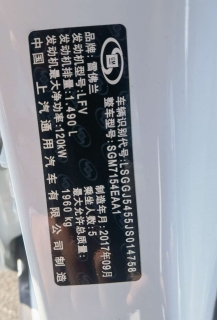 车辆识别代号: LSGGJ5455JS014758
整车型号: SGM7154EAA1
品牌: 雪佛兰 制造年月: 2017年09月
发动机型号: LFV 乘坐人数: 5
发动机排量: 1.490 L 最大允许总质量:
发动机最大净功率: 120kW 1960 kg
中国 上汽通用汽车有限公司制造